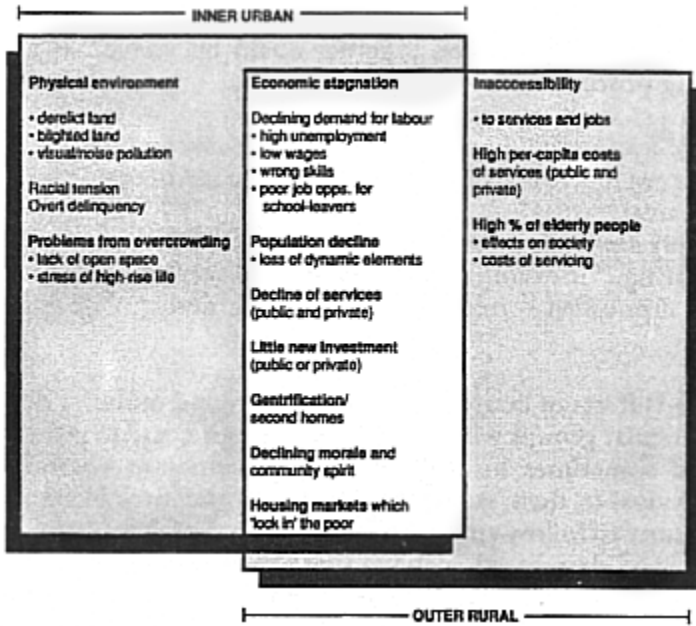 INNER URBAN
Physical environment
• derelict land
• blighted land
• visual/noise pollution
Racial tension
Overt delinquency
Problems from overcrowding
• lack of open space
• stress of high-rise life
Economic stagnation
Declining demand for labour
• high unemployment
• low wages
• wrong skills
• poor job opps. for
school-leavers
Population decline
• loss of dynamic elements
Decline of services
(public and private)
Little new investment
(public or private)
Gentrification/
second homes
Declining morale and
community spirit
Housing markets which
'lock in' the poor
Inaccessibility
• to services and jobs
High per-capita costs
of services (public and
private)
High % of elderly people
• effects on society
• costs of servicing
OUTER RURAL